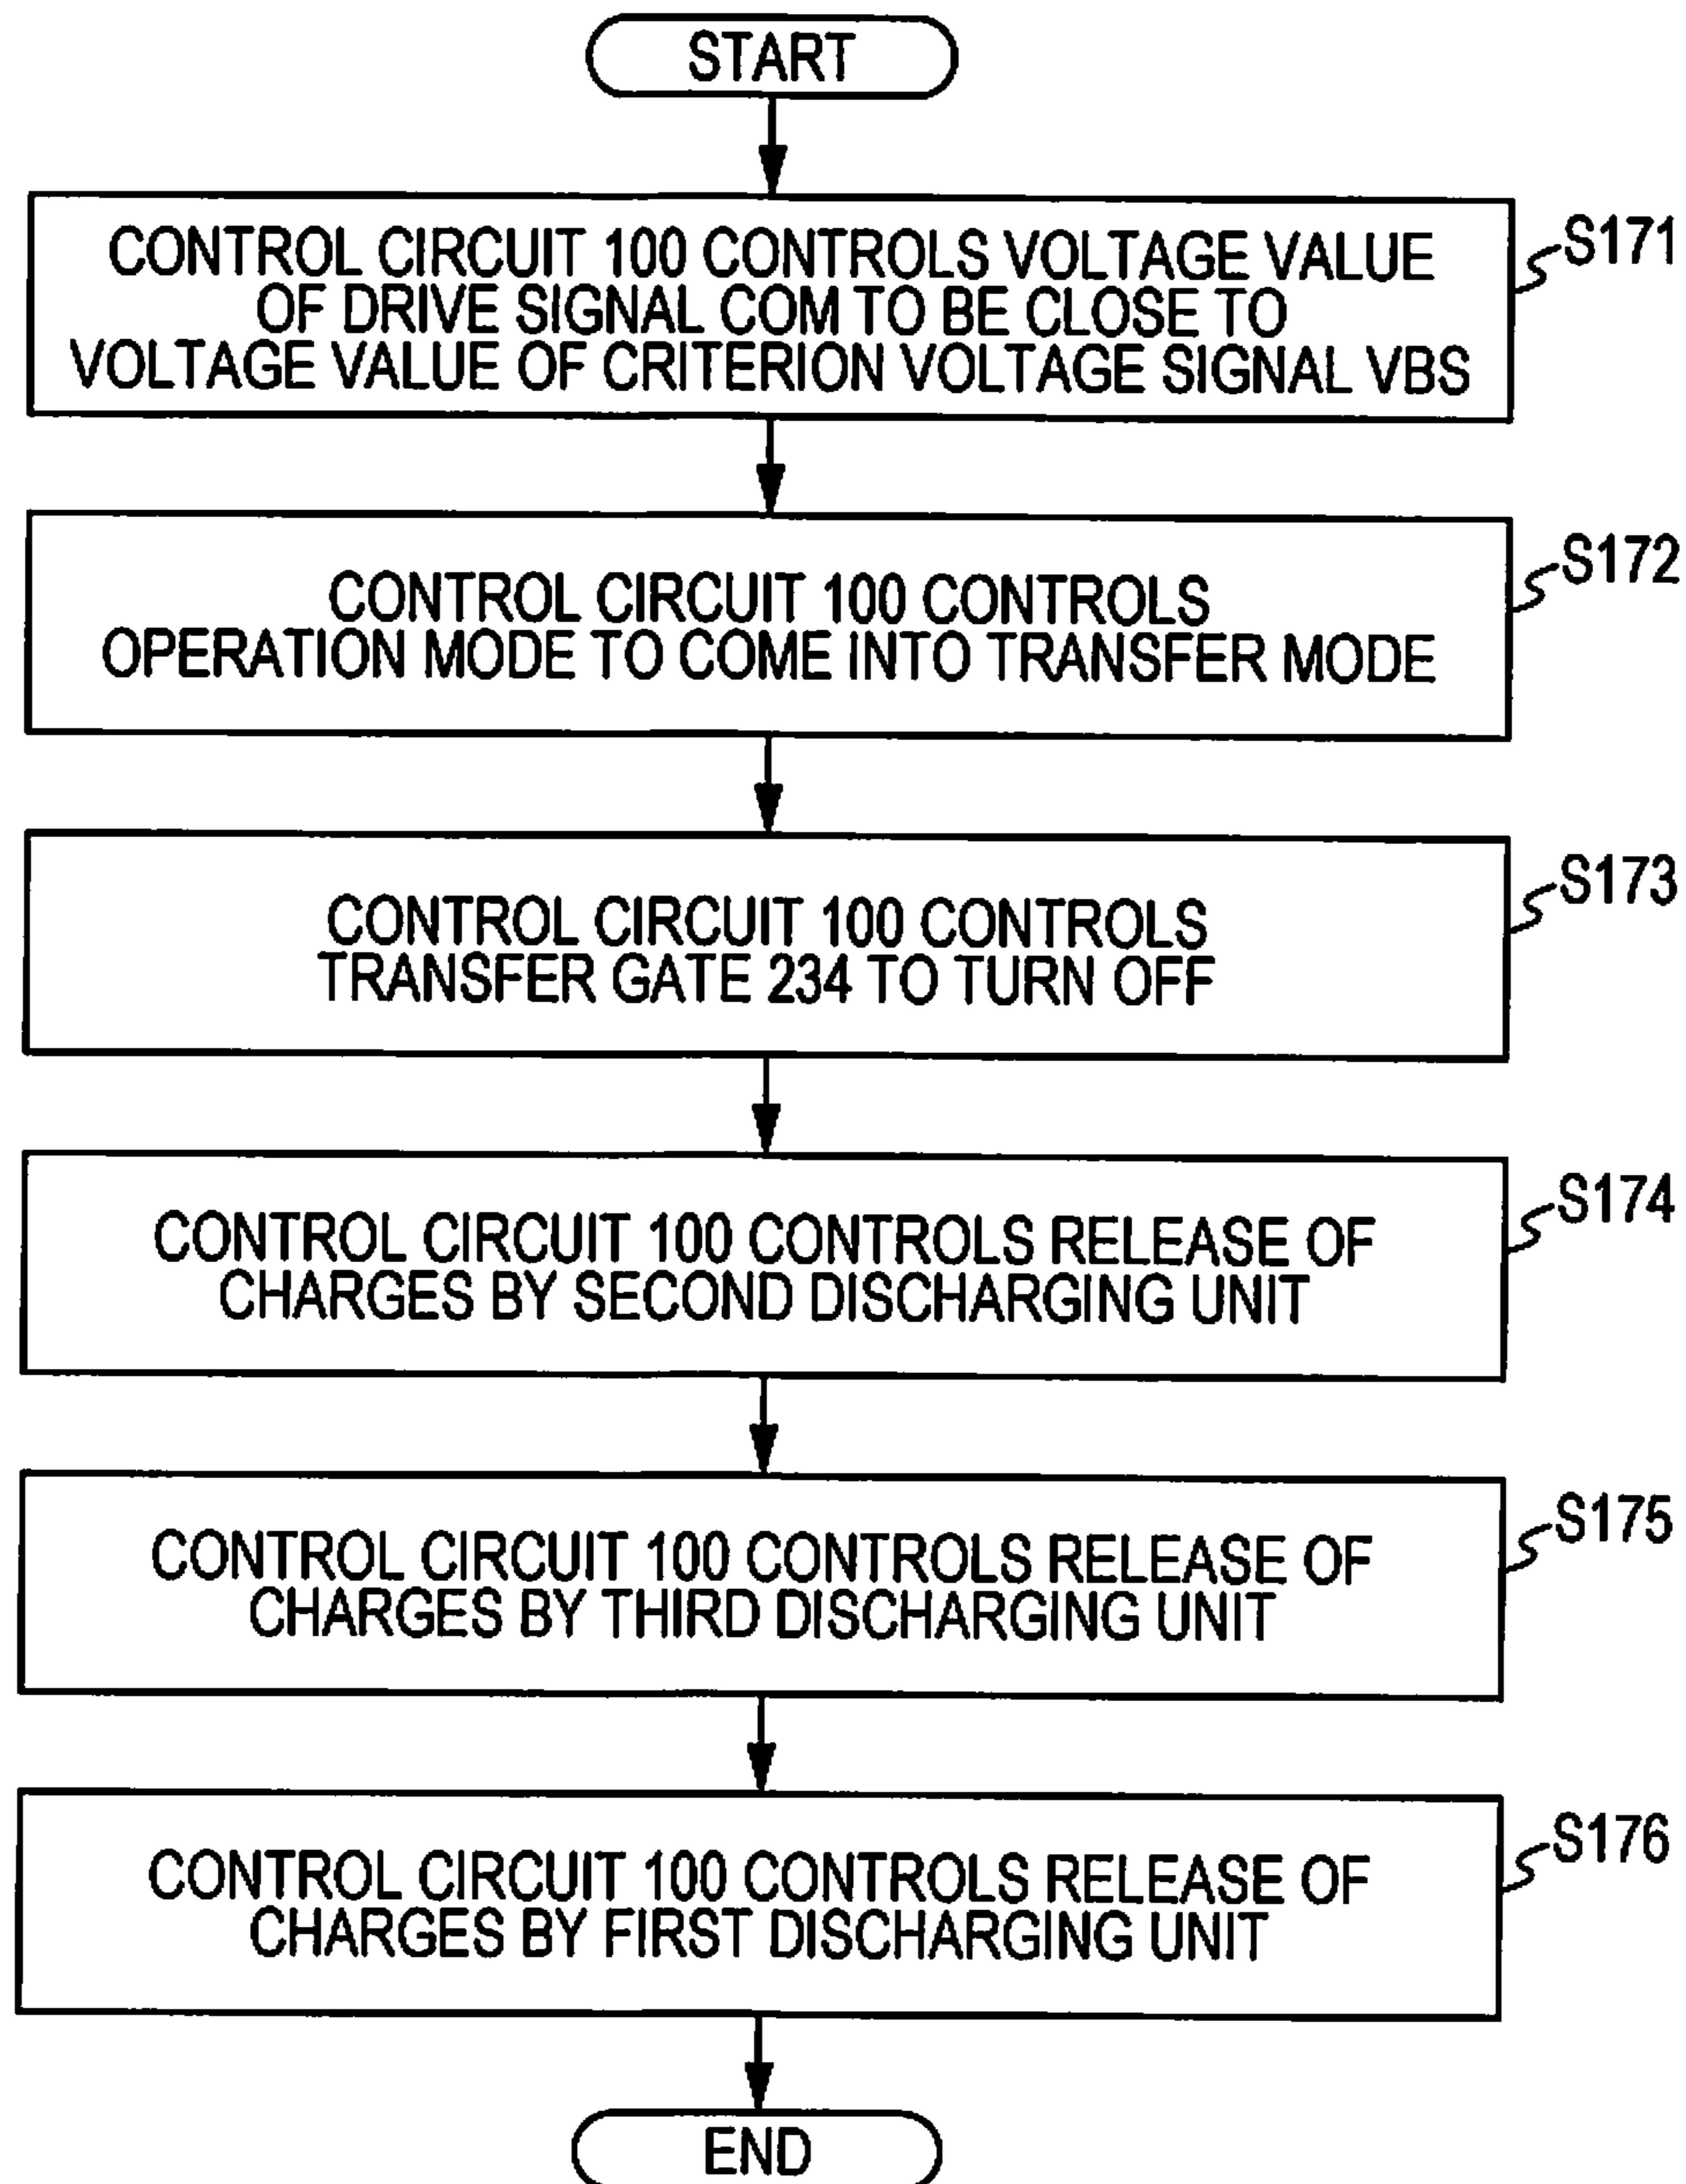 START
CONTROL CIRCUIT 100 CONTROLS VOLTAGE VALUE
OF DRIVE SIGNAL COM TO BE CLOSE TO
VOLTAGE VALUE OF CRITERION VOLTAGE SIGNAL VBS
S171
CONTROL CIRCUIT 100 CONTROLS
OPERATION MODE TO COME INTO TRANSFER MODE
S172
CONTROL CIRCUIT 100 CONTROLS
TRANSFER GATE 234 TO TURN OFF
S173
CONTROL CIRCUIT 100 CONTROLS RELEASE OF
CHARGES BY SECOND DISCHARGING UNIT
S174
CONTROL CIRCUIT 100 CONTROLS RELEASE OF
CHARGES BY THIRD DISCHARGING UNIT
S175
CONTROL CIRCUIT 100 CONTROLS RELEASE OF
CHARGES BY FIRST DISCHARGING UNIT
S176
END